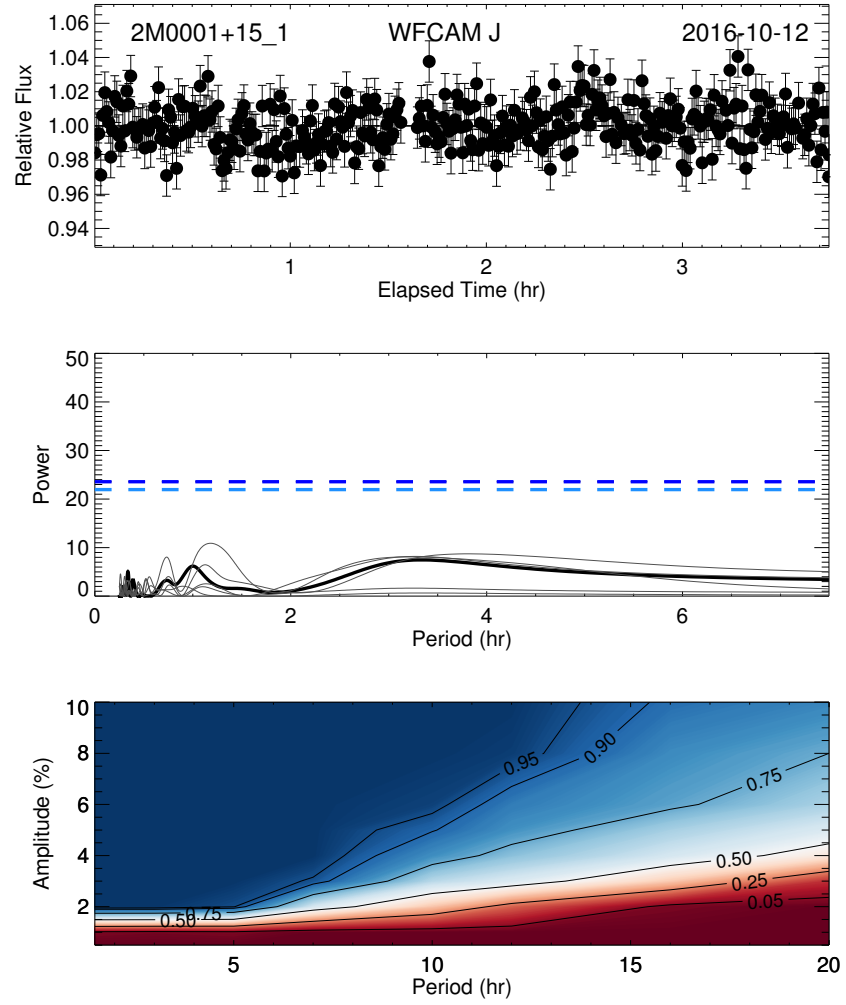 1.06
1.04
1.02
1.00
0.98
0.96
0.94
2M0001+15_1 WFCAM J 2016-10-12
Relative Flux
1 2 3
Elapsed Time (hr)
50
40
30
20
10
0
Power
0 2 4 6
Period (hr)
10
8
6
4
2
Amplitude (%)
0.95
0.90
0.75
0.50
0.25
0.05
0.75
0.50
5 10 15 20
Period (hr)